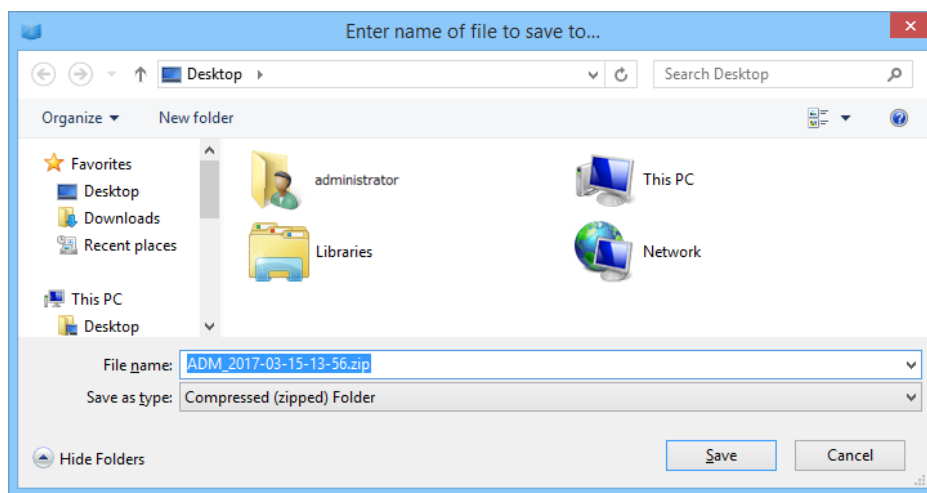 Enter name of file to save to...
Desktop
Search Desktop
Organize
New folder
Favorites
Desktop
Downloads
Recent places
This PC
Desktop
administrator
This PC
Libraries
Network
File name: ADM_2017-03-15-13-56.zip
Save as type: Compressed (zipped) Folder
Hide Folders
Save
Cancel